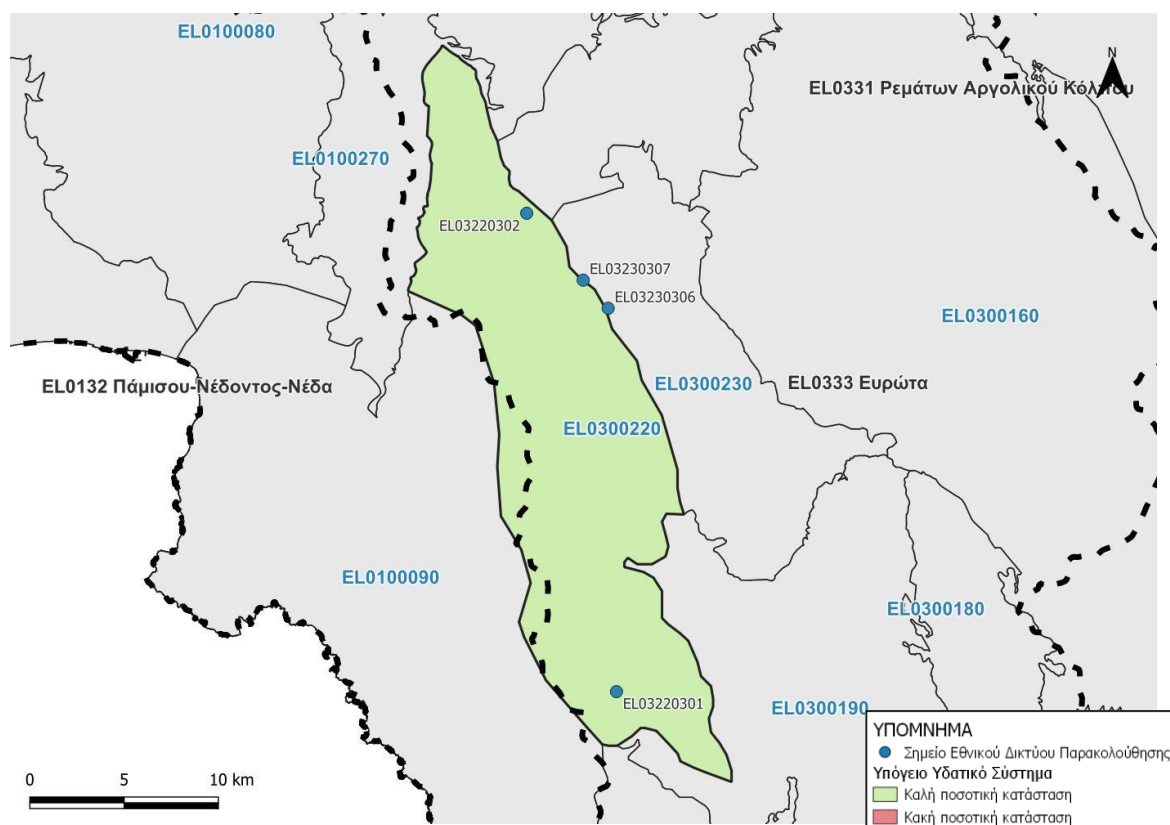 EL0100080
N
EL0331 Ρεμάτων Αργολικού Κόλπου
EL0100270
EL03220302
EL03230307
EL03230306
EL0300160
EL0132 Πάμισου-Νέδοντος-Νέδα
EL0300230
EL0333 Ευρώτα
EL0300220
EL0100090
EL0300180
EL03220301
EL0300190
ΥΠΟΜΝΗΜΑ
Σημείο Εθνικού Δικτύου Παρακολούθησης
Υπόγειο Υδατικό Σύστημα
Καλή ποσοτική κατάσταση
Κακή ποσοτική κατάσταση
0 5 10 km